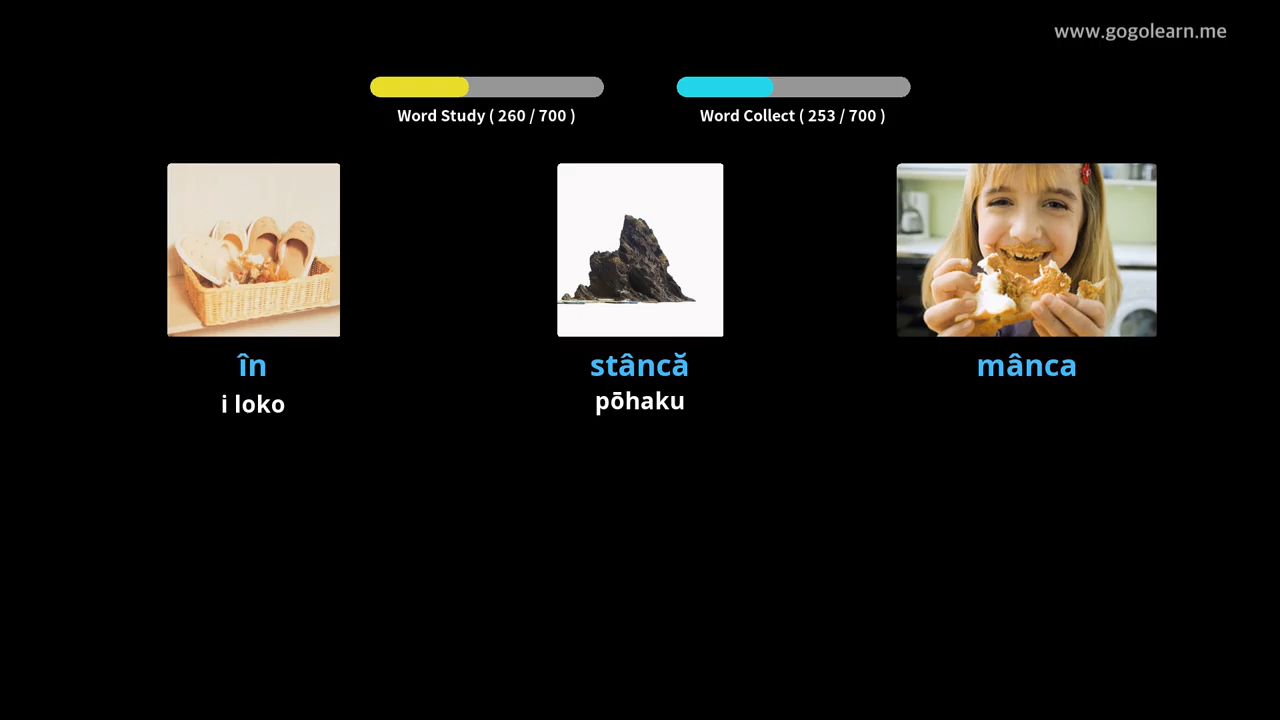 www.gogolearn.me
Word Study ( 260 / 700 )
Word Collect ( 253 / 700 )
în
stâncă
mânca
i loko
pōhaku